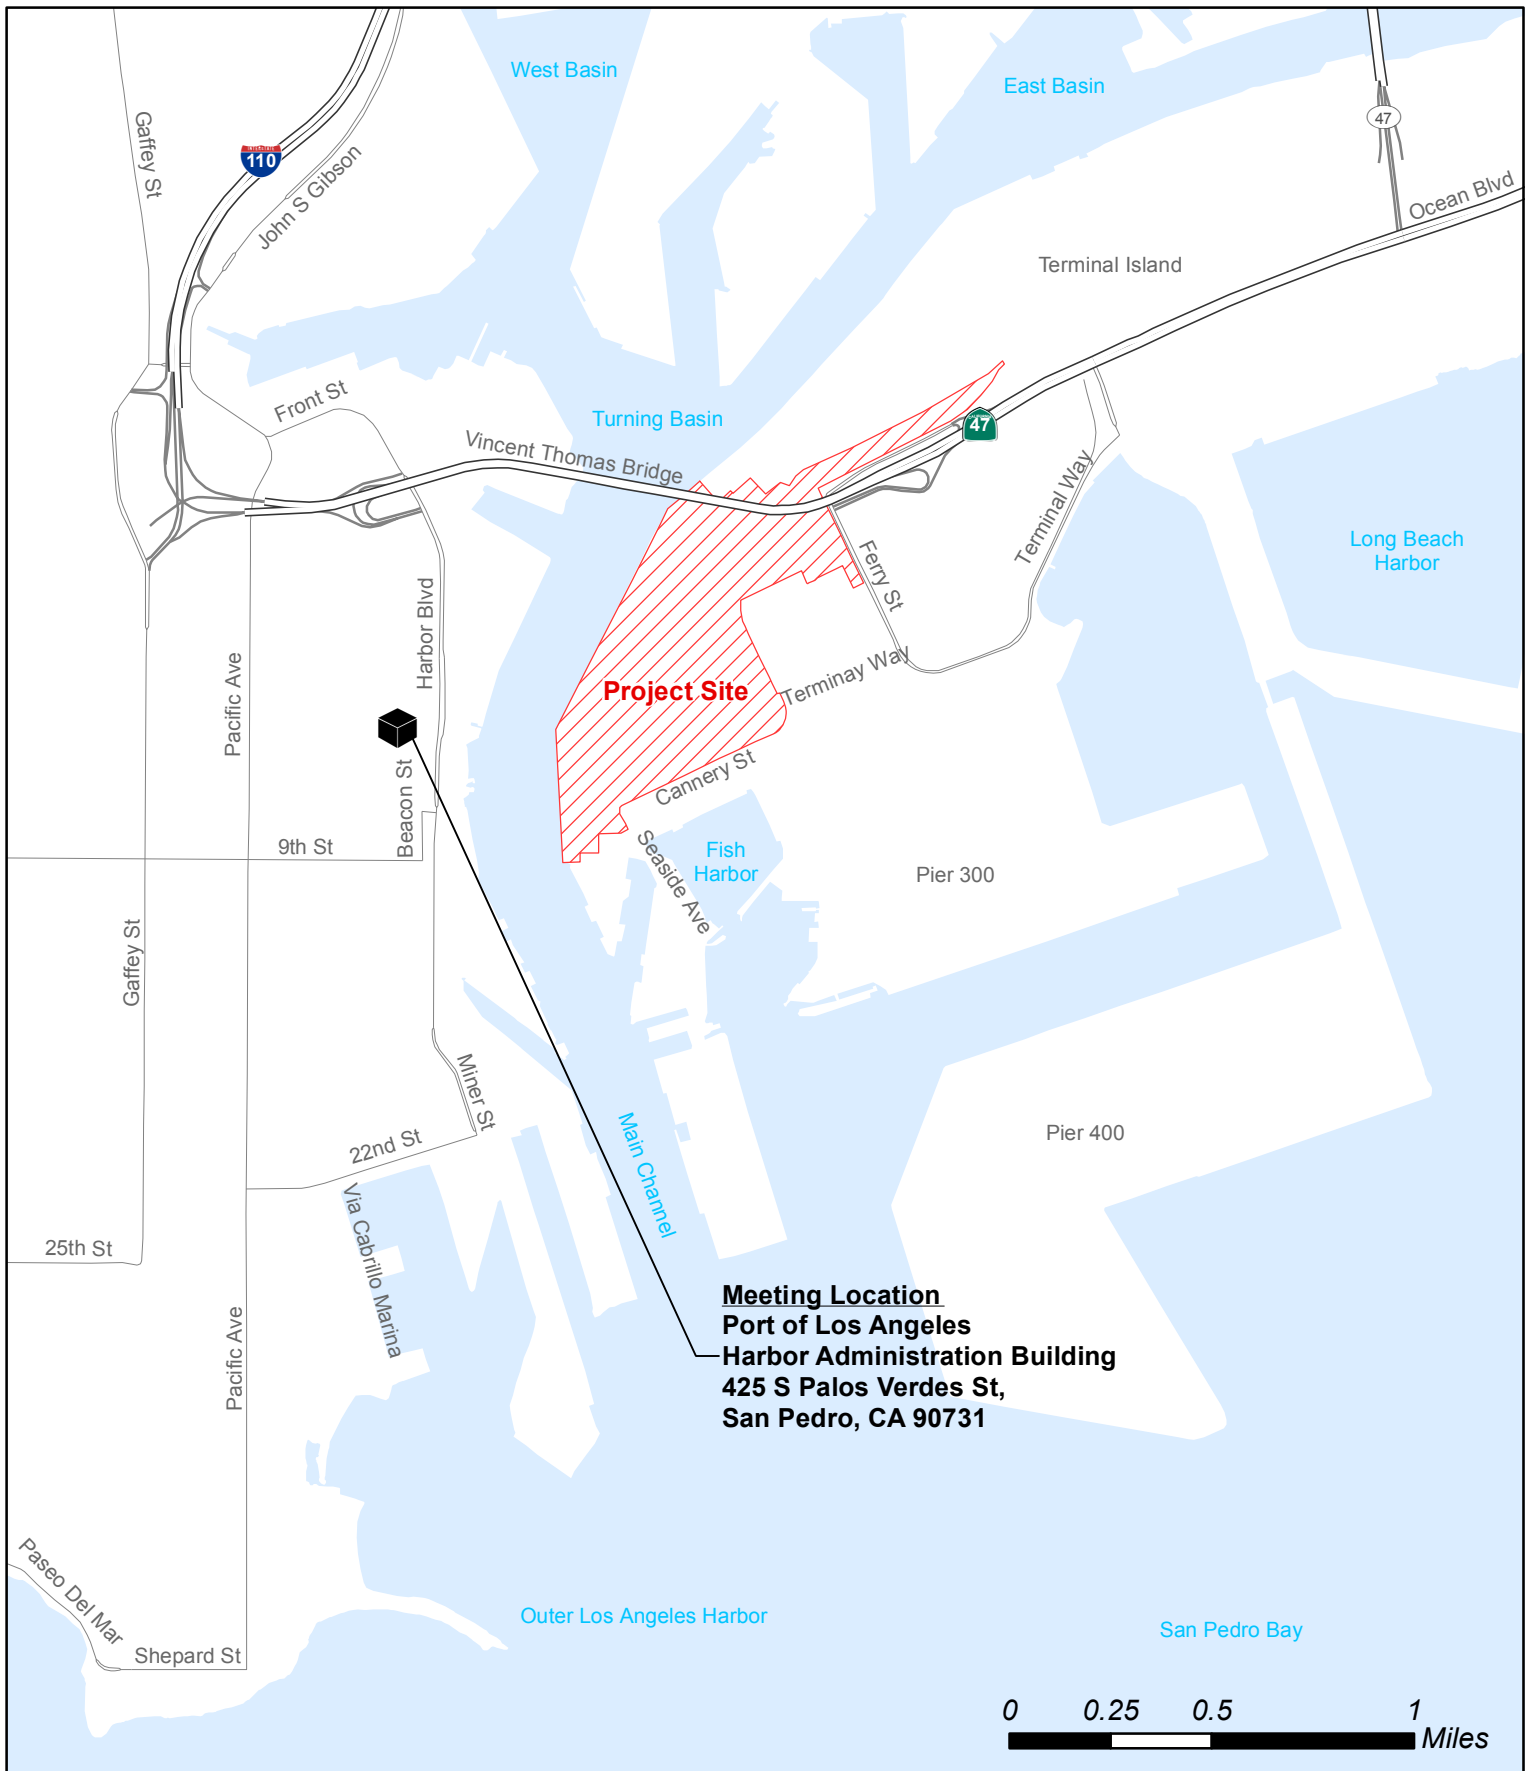 West Basin
East Basin
47
Gaffey St
110
John S Gibson
Ocean Blvd
Terminal Island
Front St
Turning Basin
47
Vincent Thomas Bridge
Terminal Way
Long Beach
Harbor
Ferry St
Harbor Blvd
Pacific Ave
Terminay Way
Project Site
Cannery St
Beacon St
9th St
Seaside Ave
Fish
Harbor
Pier 300
Gaffey St
Miner St
Main Channel
22nd St
Pier 400
Via Cabrillo Marina
25th St
Pacific Ave
Meeting Location
Port of Los Angeles
Harbor Administration Building
425 S Palos Verdes St,
San Pedro, CA 90731
Paseo Del Mar
Shepard St
Outer Los Angeles Harbor
San Pedro Bay
0 0.25 0.5 1
Miles